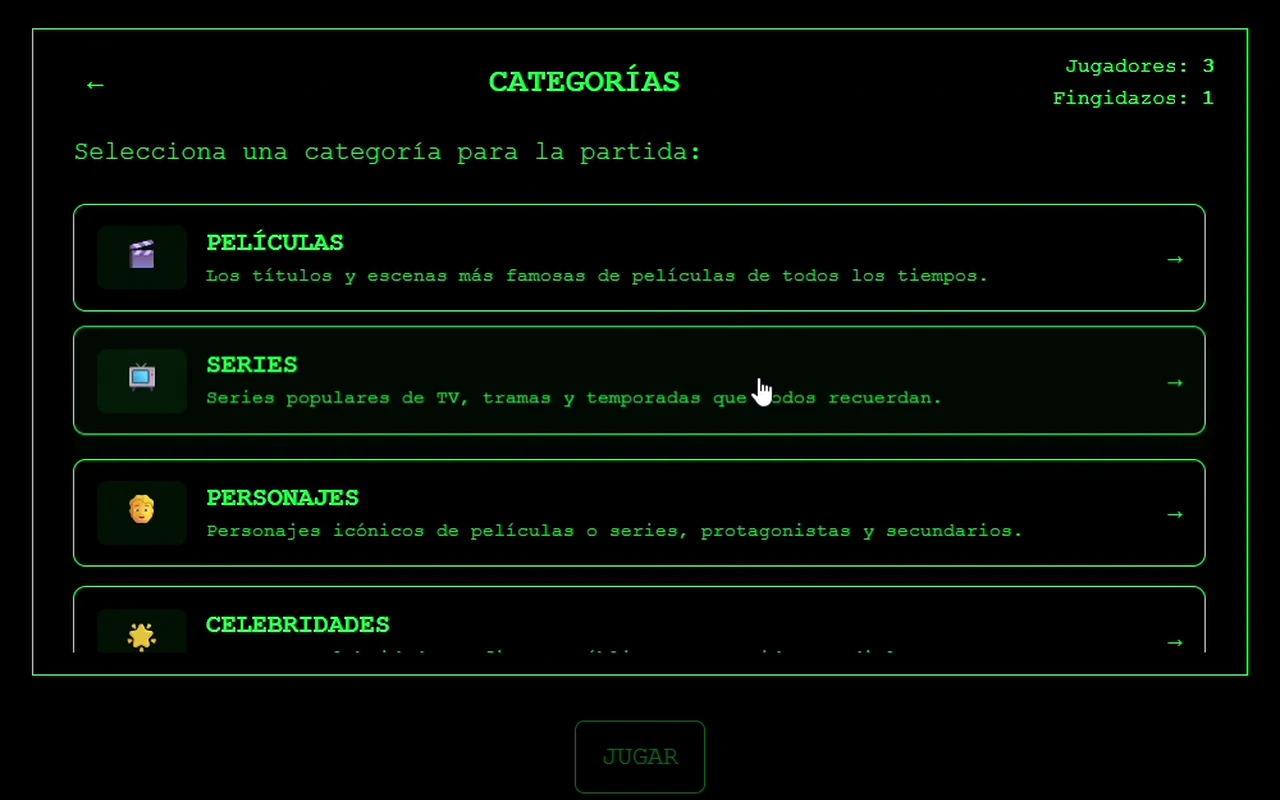 ←
CATEGORÍAS
Jugadores: 3
Fingidazos: 1
Selecciona una categoría para la partida:
PELÍCULAS
Los títulos y escenas más famosas de películas de todos los tiempos.
→
SERIES
Series populares de TV, tramas y temporadas que todos recuerdan.
→
PERSONAJES
Personajes icónicos de películas o series, protagonistas y secundarios.
→
CELEBRIDADES
→
JUGAR